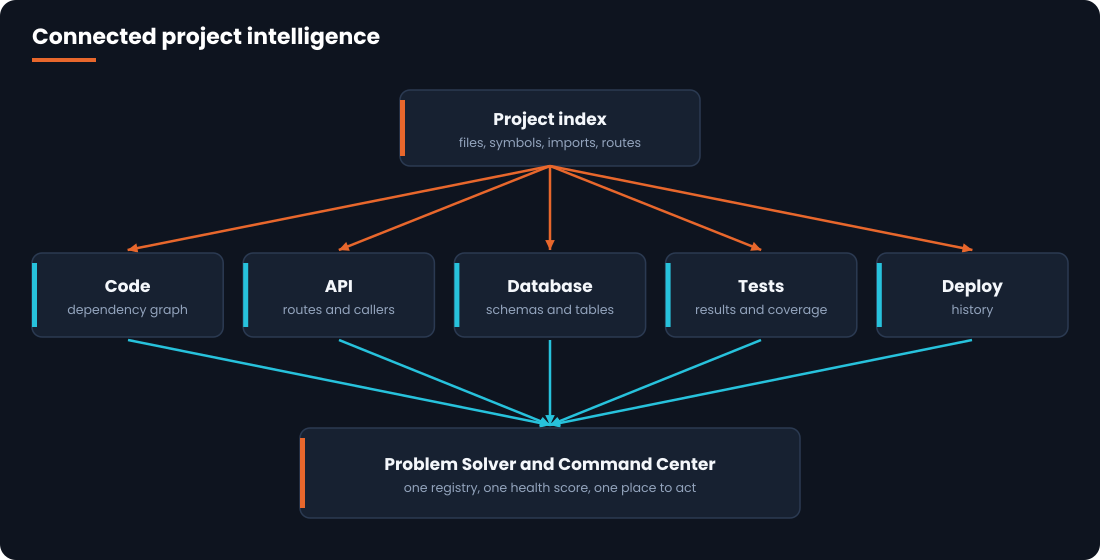 Connected project intelligence
Project index
files, symbols, imports, routes
Code
dependency graph
API
routes and callers
Database
schemas and tables
Tests
results and coverage
Deploy
history
Problem Solver and Command Center
one registry, one health score, one place to act